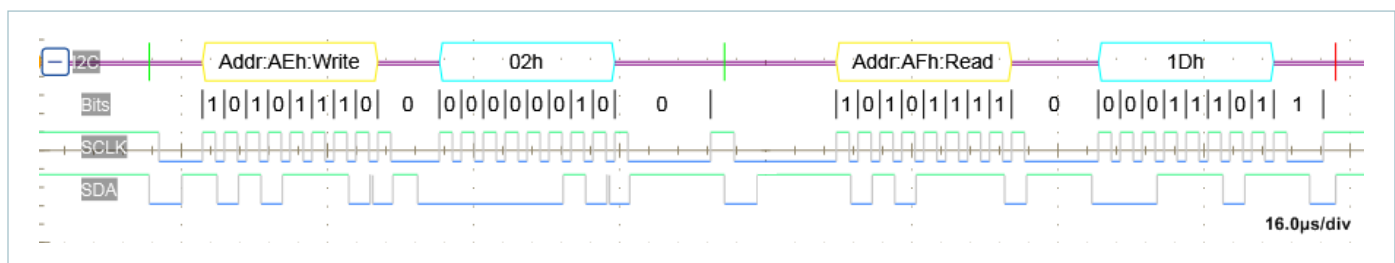 I2C Addr:AEh:Write 02h Addr:AFh:Read 1Dh
Bits 1 0 1 0 1 1 1 0 0 0 0 0 0 0 0 1 0 0 1 0 1 0 1 1 1 1 0 0 0 0 1 1 1 0 1 1
SCLK
SDA
16.0µs/div